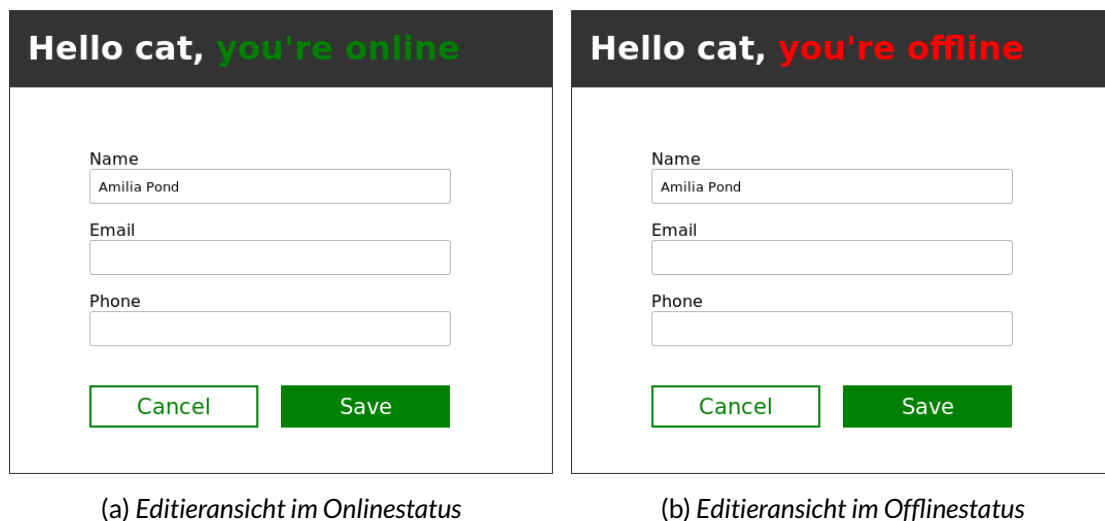 Hello cat, you're online
Name
Amilia Pond
Email
Phone
Cancel Save
(a) Editieransicht im Onlinestatus
Hello cat, you're offline
Name
Amilia Pond
Email
Phone
Cancel Save
(b) Editieransicht im Offlinestatus